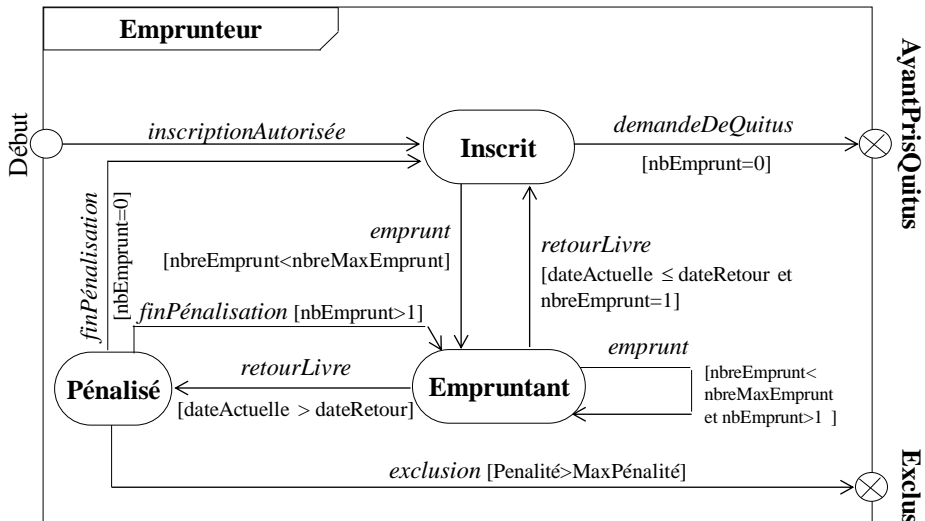 Emprunteur
AyantPrisQuitus
Début
inscriptionAutorisée
demandeDeQuitus
Inscrit
[nbEmprunt=0]
finPénalisation
[nbEmprunt=0]
emprunt
[nbreEmprunt<nbreMaxEmprunt]
retourLivre
[dateActuelle ≤ dateRetour et
nbreEmprunt=1]
finPénalisation [nbEmprunt>1]
emprunt
[nbreEmprunt<
nbreMaxEmprunt
et nbEmprunt>1 ]
retourLivre
Pénalisé
Empruntant
[dateActuelle > dateRetour]
exclusion [Penalité>MaxPénalité]
Exclus